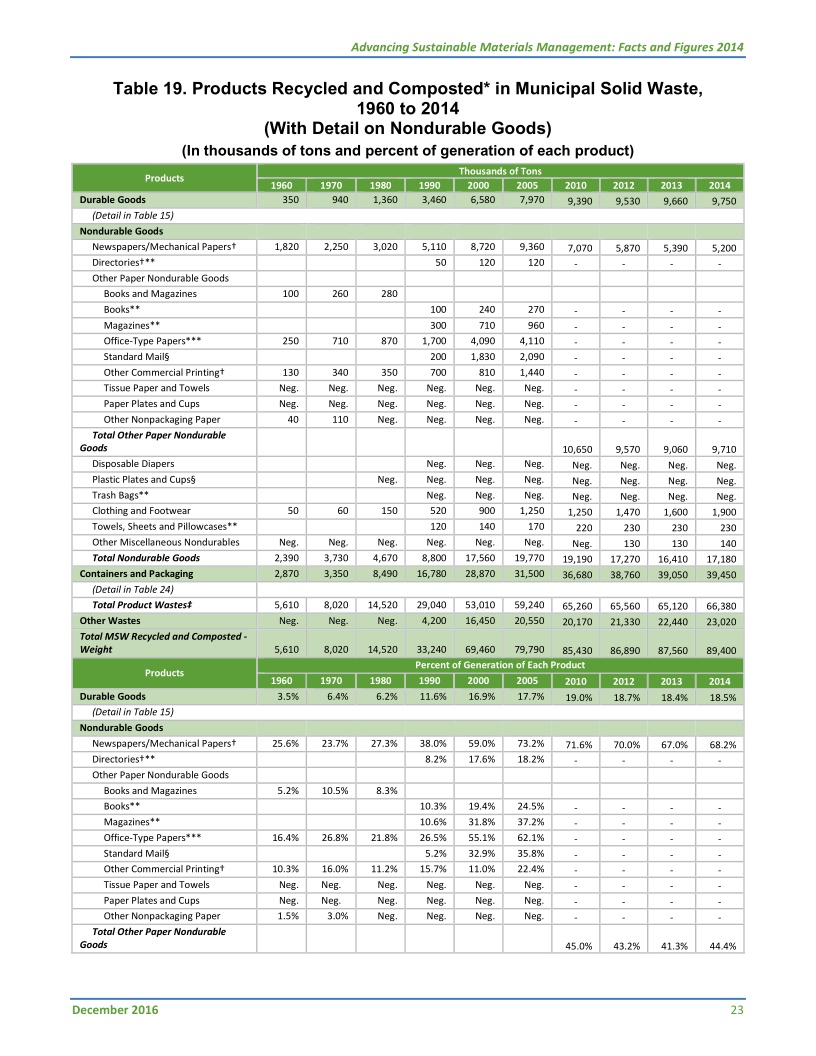 Advancing Sustainable Materials Management: Facts and Figures 2014
Table 19. Products Recycled and Composted* in Municipal Solid Waste,
1960 to 2014
(With Detail on Nondurable Goods)
(In thousands of tons and percent of generation of each product)
Products Thousands of Tons
1960 1970 1980 1990 2000 2005 2010 2012 2013 2014
Durable Goods 350 940 1,360 3,460 6,580 7,970 9,390 9,530 9,660 9,750
(Detail in Table 15)
Nondurable Goods
Newspapers/Mechanical Papers† 1,820 2,250 3,020 5,110 8,720 9,360 7,070 5,870 5,390 5,200
Directories†** 50 120 120 - - - -
Other Paper Nondurable Goods
Books and Magazines 100 260 280
Books** 100 240 270 - - - -
Magazines** 300 710 960 - - - -
Office-Type Papers*** 250 710 870 1,700 4,090 4,110 - - - -
Standard Mail§ 200 1,830 2,090 - - - -
Other Commercial Printing† 130 340 350 700 810 1,440 - - - -
Tissue Paper and Towels Neg. Neg. Neg. Neg. Neg. Neg. - - - -
Paper Plates and Cups Neg. Neg. Neg. Neg. Neg. Neg. - - - -
Other Nonpackaging Paper 40 110 Neg. Neg. Neg. Neg. - - - -
Total Other Paper Nondurable
Goods 10,650 9,570 9,060 9,710
Disposable Diapers Neg. Neg. Neg. Neg. Neg. Neg. Neg.
Plastic Plates and Cups§ Neg. Neg. Neg. Neg. Neg. Neg. Neg. Neg.
Trash Bags** Neg. Neg. Neg. Neg. Neg. Neg. Neg.
Clothing and Footwear 50 60 150 520 900 1,250 1,250 1,470 1,600 1,900
Towels, Sheets and Pillowcases** 120 140 170 220 230 230 230
Other Miscellaneous Nondurables Neg. Neg. Neg. Neg. Neg. Neg. Neg. 130 130 140
Total Nondurable Goods 2,390 3,730 4,670 8,800 17,560 19,770 19,190 17,270 16,410 17,180
Containers and Packaging 2,870 3,350 8,490 16,780 28,870 31,500 36,680 38,760 39,050 39,450
(Detail in Table 24)
Total Product Wastes‡ 5,610 8,020 14,520 29,040 53,010 59,240 65,260 65,560 65,120 66,380
Other Wastes Neg. Neg. Neg. 4,200 16,450 20,550 20,170 21,330 22,440 23,020
Total MSW Recycled and Composted -
Weight 5,610 8,020 14,520 33,240 69,460 79,790 85,430 86,890 87,560 89,400
Products Percent of Generation of Each Product
1960 1970 1980 1990 2000 2005 2010 2012 2013 2014
Durable Goods 3.5% 6.4% 6.2% 11.6% 16.9% 17.7% 19.0% 18.7% 18.4% 18.5%
(Detail in Table 15)
Nondurable Goods
Newspapers/Mechanical Papers† 25.6% 23.7% 27.3% 38.0% 59.0% 73.2% 71.6% 70.0% 67.0% 68.2%
Directories†** 8.2% 17.6% 18.2% - - - -
Other Paper Nondurable Goods
Books and Magazines 5.2% 10.5% 8.3%
Books** 10.3% 19.4% 24.5% - - - -
Magazines** 10.6% 31.8% 37.2% - - - -
Office-Type Papers*** 16.4% 26.8% 21.8% 26.5% 55.1% 62.1% - - - -
Standard Mail§ 5.2% 32.9% 35.8% - - - -
Other Commercial Printing† 10.3% 16.0% 11.2% 15.7% 11.0% 22.4% - - - -
Tissue Paper and Towels Neg. Neg. Neg. Neg. Neg. Neg. - - - -
Paper Plates and Cups Neg. Neg. Neg. Neg. Neg. Neg. - - - -
Other Nonpackaging Paper 1.5% 3.0% Neg. Neg. Neg. Neg. - - - -
Total Other Paper Nondurable
Goods 45.0% 43.2% 41.3% 44.4%
December 2016 23